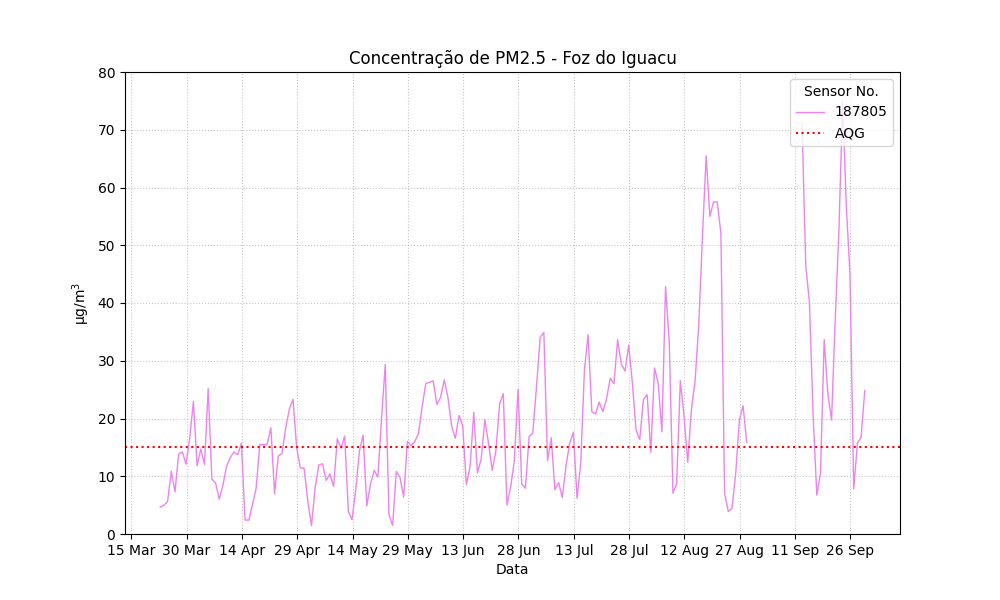 Concentração de PM2.5 - Foz do Iguacu
Sensor No.
187805
AQG
80
70
60
50
40
30
20
10
0
µg/m³
15 Mar 30 Mar 14 Apr 29 Apr 14 May 29 May 13 Jun 28 Jun 13 Jul 28 Jul 12 Aug 27 Aug 11 Sep 26 Sep
Data